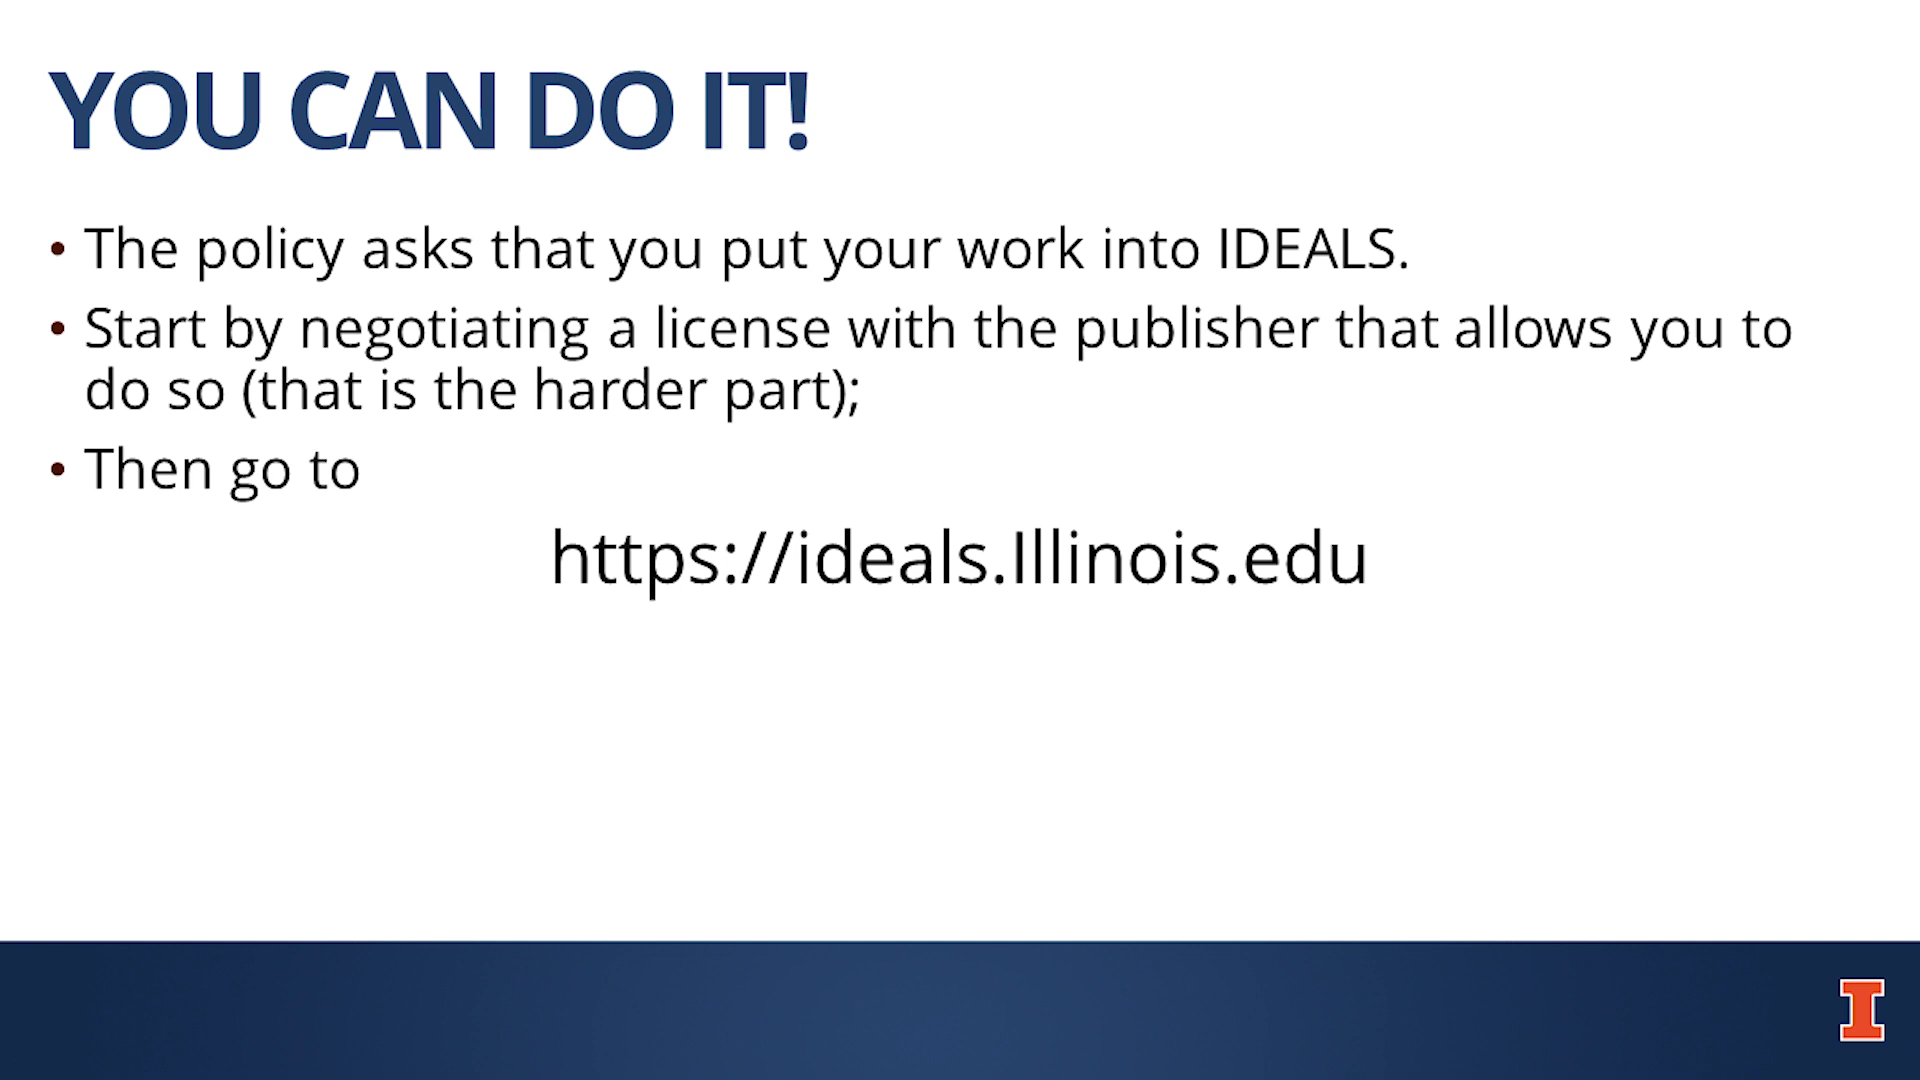 YOU CAN DO IT!
• The policy asks that you put your work into IDEALS.
• Start by negotiating a license with the publisher that allows you to
do so (that is the harder part);
• Then go to
https://ideals.Illinois.edu
I